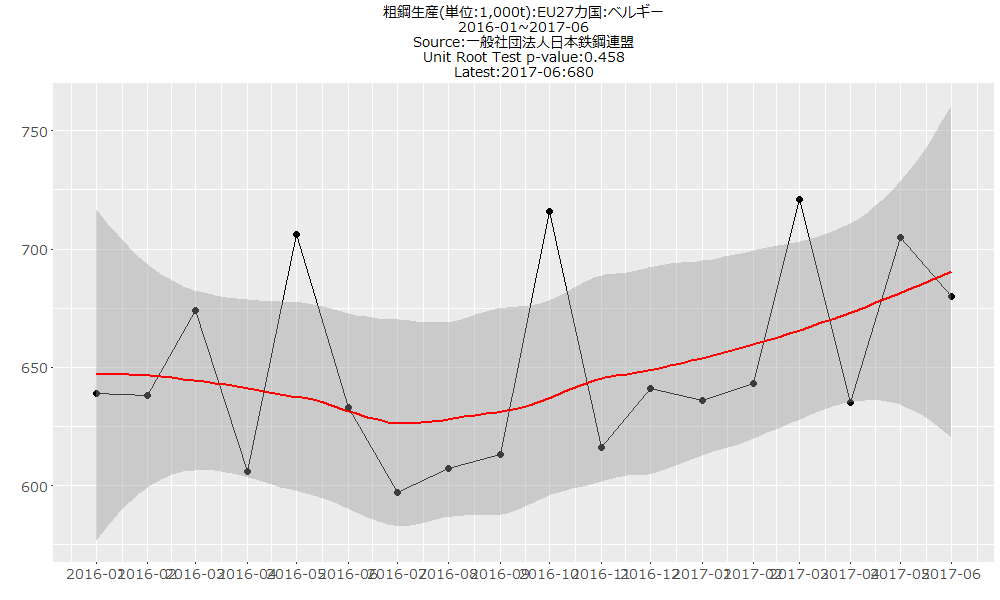 粗鋼生産(単位:1,000t):EU27カ国:ベルギー
2016-01~2017-06
Source:一般社団法人日本鉄鋼連盟
Unit Root Test p-value:0.458
Latest:2017-06:680
750
700
650
600
2016-01 2016-02 2016-03 2016-04 2016-05 2016-06 2016-07 2016-08 2016-09 2016-10 2016-11 2016-12 2017-01 2017-02 2017-03 2017-04 2017-05 2017-06